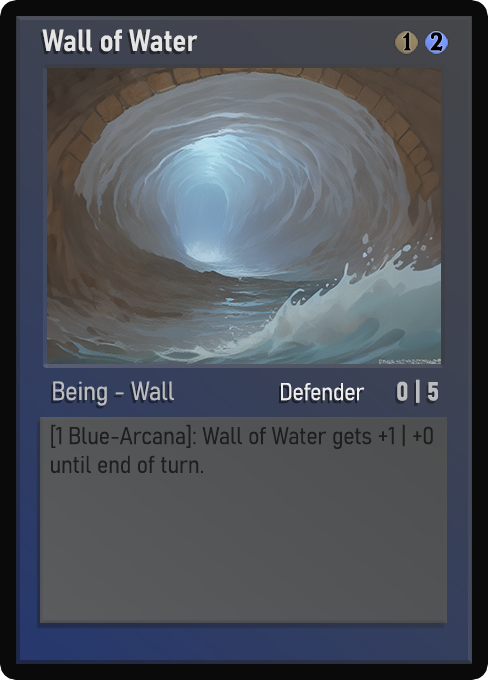 Wall of Water 1 2
Being - Wall Defender 0 | 5
[1 Blue-Arcana]: Wall of Water gets +1 | +0
until end of turn.